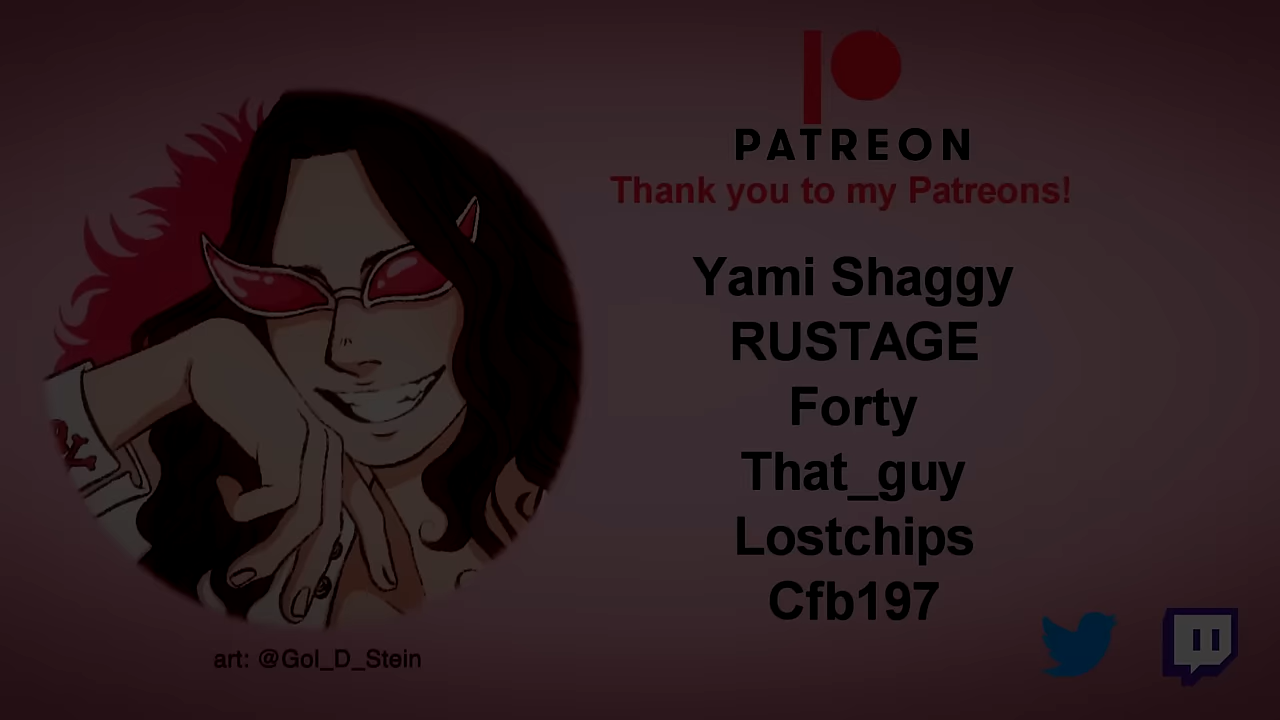 PATREON
Thank you to my Patreons!
Yami Shaggy
RUSTAGE
Forty
That_guy
Lostchips
Cfb197
art: @Gol_D_Stein